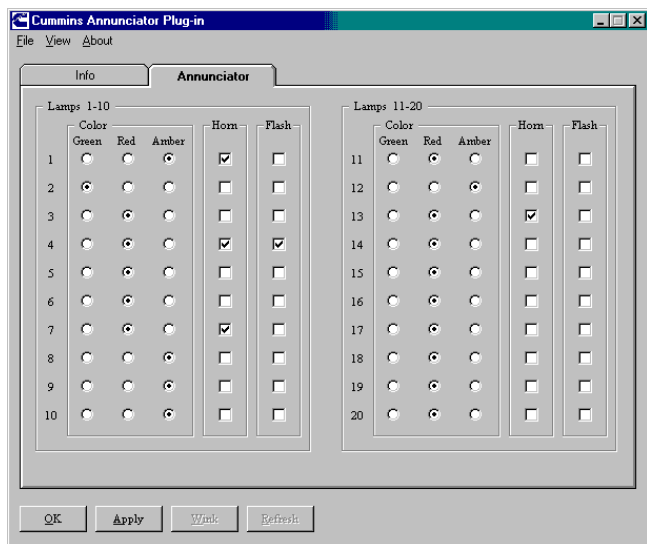 Cummins Annunciator Plug-in
File View About
Info Annunciator
Lamps 1-10 Lamps 11-20
Color Horn Flash Color Horn Flash
Green Red Amber Green Red Amber
1 11
2 12
3 13
4 14
5 15
6 16
7 17
8 18
9 19
10 20
OK Apply Wink Refresh